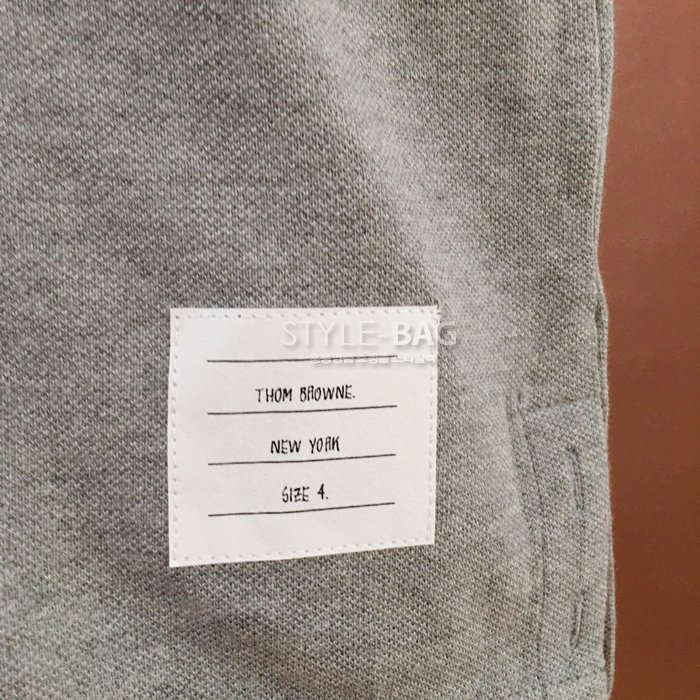 STYLE-BAG
THOM BROWNE.
NEW YORK
SIZE 4.